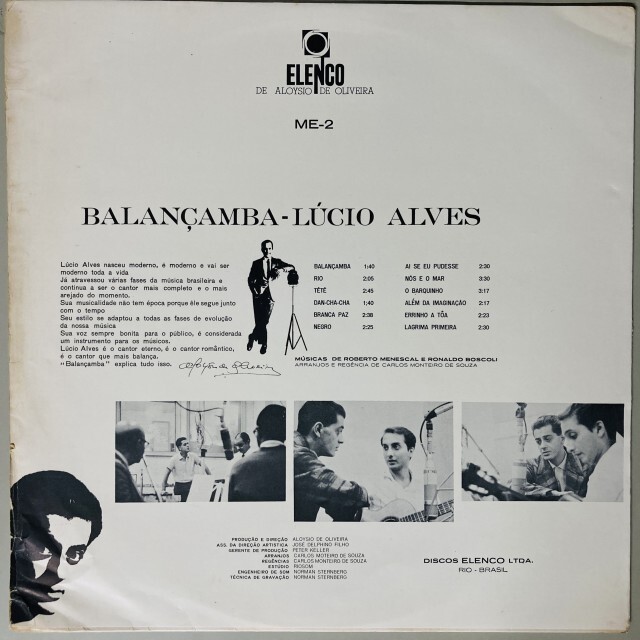 ELENCO
DE ALOYSIO DE OLIVEIRA
ME-2
BALANÇAMBA-LÚCIO ALVES
Lúcio Alves nasceu moderno, é moderno e vai ser
moderno toda a vida
Já atravessou várias fases da música brasileira e
continua a ser o cantor mais completo e o mais
arejado do momento.
Sua musicalidade não tem época porque êle segue junto
com o tempo
Seu estilo se adaptou a todas as fases de evolução
da nossa música
Sua voz sempre bonita para o público, é considerada
um instrumento para os músicos.
Lúcio Alves é o cantor eterno, é o cantor romântico,
é o cantor que mais balança.
"Balançamba" explica tudo isso.
BALANÇAMBA 1:40
RIO 2:05
TÊTÊ 2:45
DAN-CHA-CHA 1:40
BRANCA PAZ 2:38
NEGRO 2:25
AI SE EU PUDESSE 2:30
NÓS E O MAR 3:30
O BARQUINHO 3:17
ALÉM DA IMAGINAÇÃO 2:17
ERRINHO A TÔA 2:23
LAGRIMA PRIMEIRA 2:30
MÚSICAS DE ROBERTO MENESCAL E RONALDO BOSCOLI
ARRANJOS E REGÊNCIA DE CARLOS MONTEIRO DE SOUZA
PRODUÇÃO E DIREÇÃO ALOYSIO DE OLIVEIRA
ASS. DA DIREÇÃO ARTISTICA JOSÉ DELPHINO FILHO
GERENTE DE PRODUÇÃO PETER KELLER
ARRANJOS CARLOS MOTEIRO DE SOUZA
REGÊNCIAS CARLOS MONTEIRO DE SOUZA
ESTÚDIO RIOSOM
ENGENHEIRO DE SOM NORMAN STERNBERG
TÉCNICA DE GRAVAÇÃO NORMAN STERNBERG
DISCOS ELENCO LTDA.
RIO - BRASIL